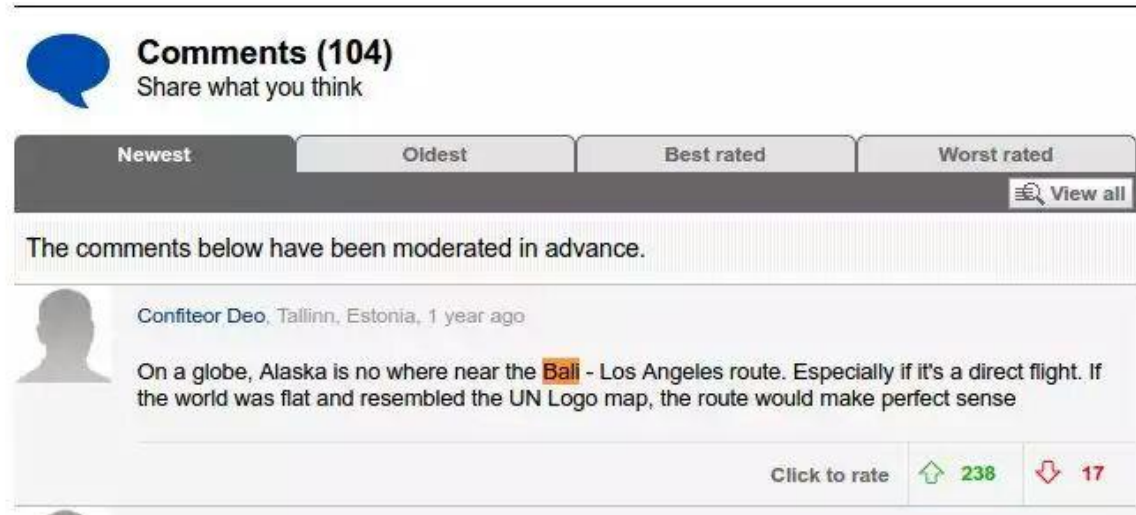 Comments (104)
Share what you think
Newest
Oldest
Best rated
Worst rated
View all
The comments below have been moderated in advance.
Confiteor Deo, Tallinn, Estonia, 1 year ago
On a globe, Alaska is no where near the Bali - Los Angeles route. Especially if it's a direct flight. If
the world was flat and resembled the UN Logo map, the route would make perfect sense
Click to rate 238 17